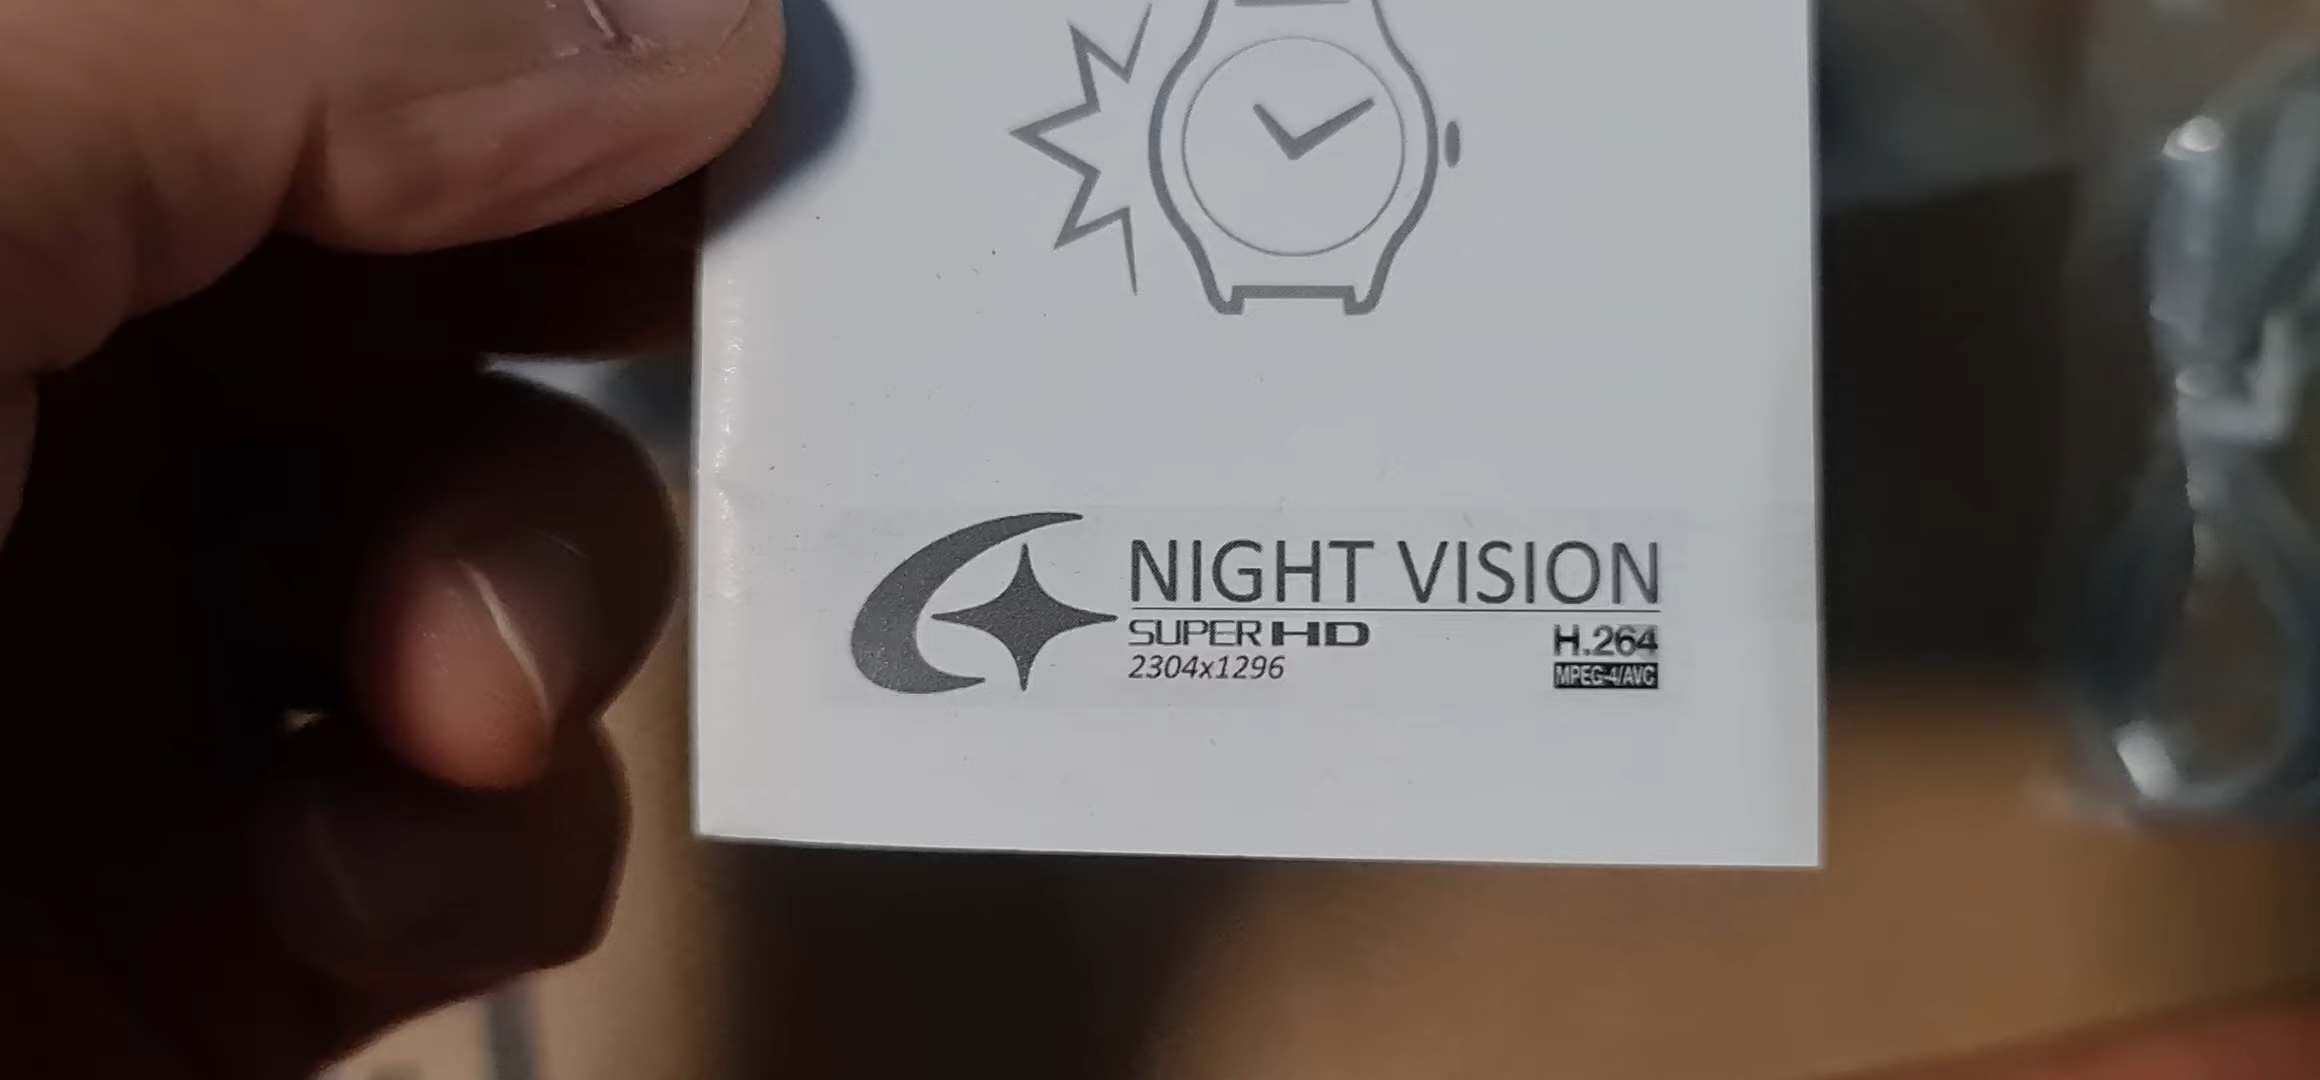 NIGHT VISION
SUPER HD
2304x1296
H.264
MPEG-4/AVC